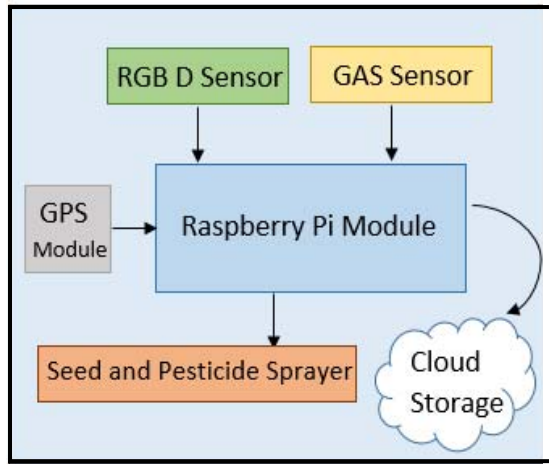 RGB D Sensor
GAS Sensor
GPS
Module
Raspberry Pi Module
Seed and Pesticide Sprayer
Cloud
Storage